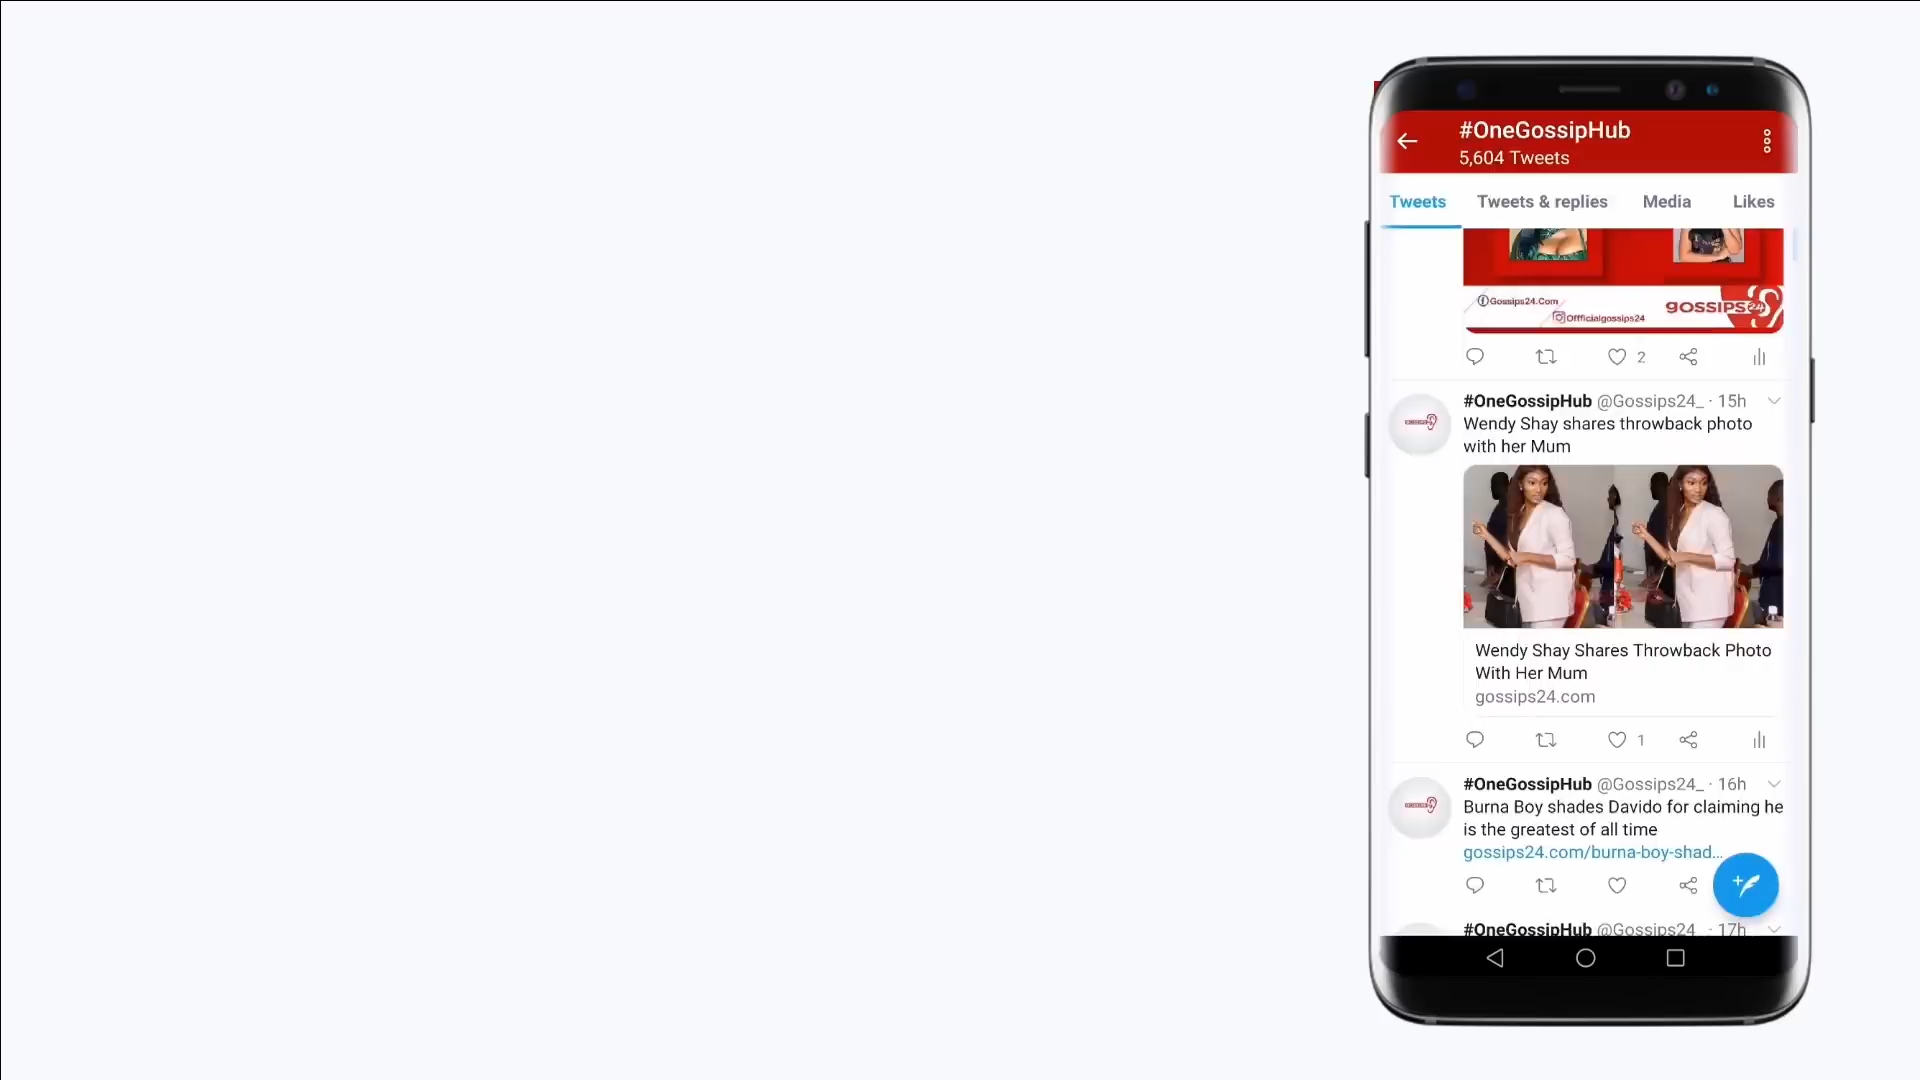 #OneGossipHub
5,604 Tweets
Tweets Tweets & replies Media Likes
Gossips24.Com
Offficialgossips24
gossips24
2
#OneGossipHub @Gossips24_ · 15h
Wendy Shay shares throwback photo
with her Mum
Wendy Shay Shares Throwback Photo
With Her Mum
gossips24.com
1
#OneGossipHub @Gossips24_ · 16h
Burna Boy shades Davido for claiming he
is the greatest of all time
gossips24.com/burna-boy-shad...
#OneGossipHub @Gossips24_ · 17h